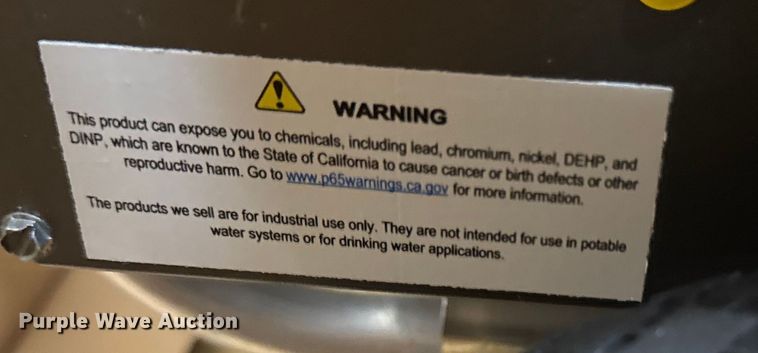 WARNING
This product can expose you to chemicals, including lead, chromium, nickel, DEHP, and
DINP, which are known to the State of California to cause cancer or birth defects or other
reproductive harm. Go to www.p65warnings.ca.gov for more information.
The products we sell are for industrial use only. They are not intended for use in potable
water systems or for drinking water applications.
Purple Wave Auction